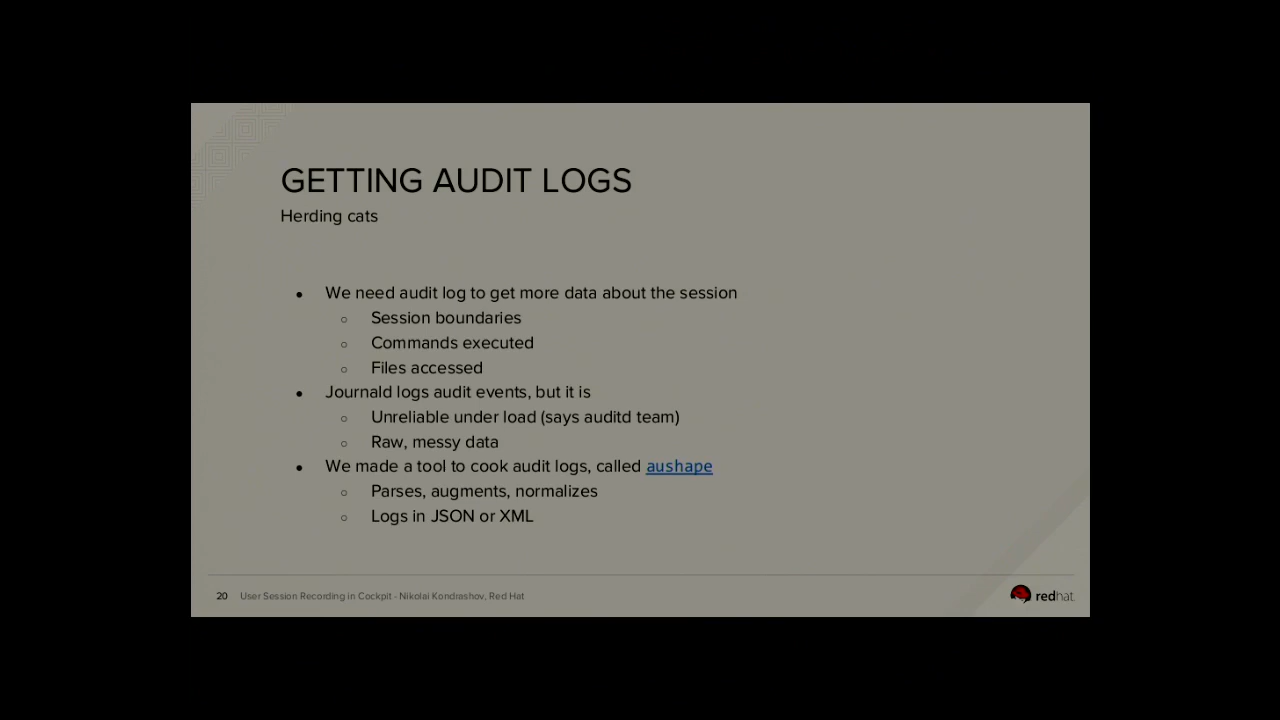 GETTING AUDIT LOGS
Herding cats
● We need audit log to get more data about the session
○ Session boundaries
○ Commands executed
○ Files accessed
● Journald logs audit events, but it is
○ Unreliable under load (says auditd team)
○ Raw, messy data
● We made a tool to cook audit logs, called aushape
○ Parses, augments, normalizes
○ Logs in JSON or XML
20 User Session Recording in Cockpit - Nikolai Kondrashov, Red Hat
redhat.